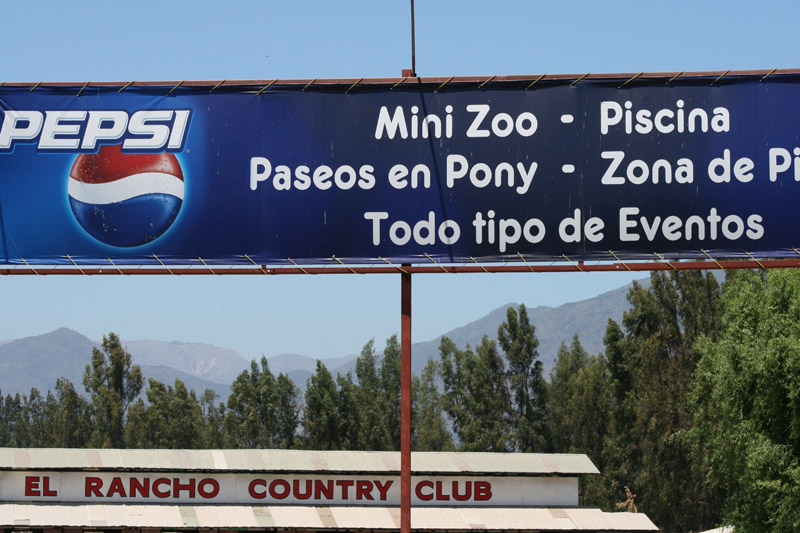 PEPSI
Mini Zoo - Piscina
Paseos en Pony - Zona de
Todo tipo de Eventos
EL RANCHO COUNTRY CLUB